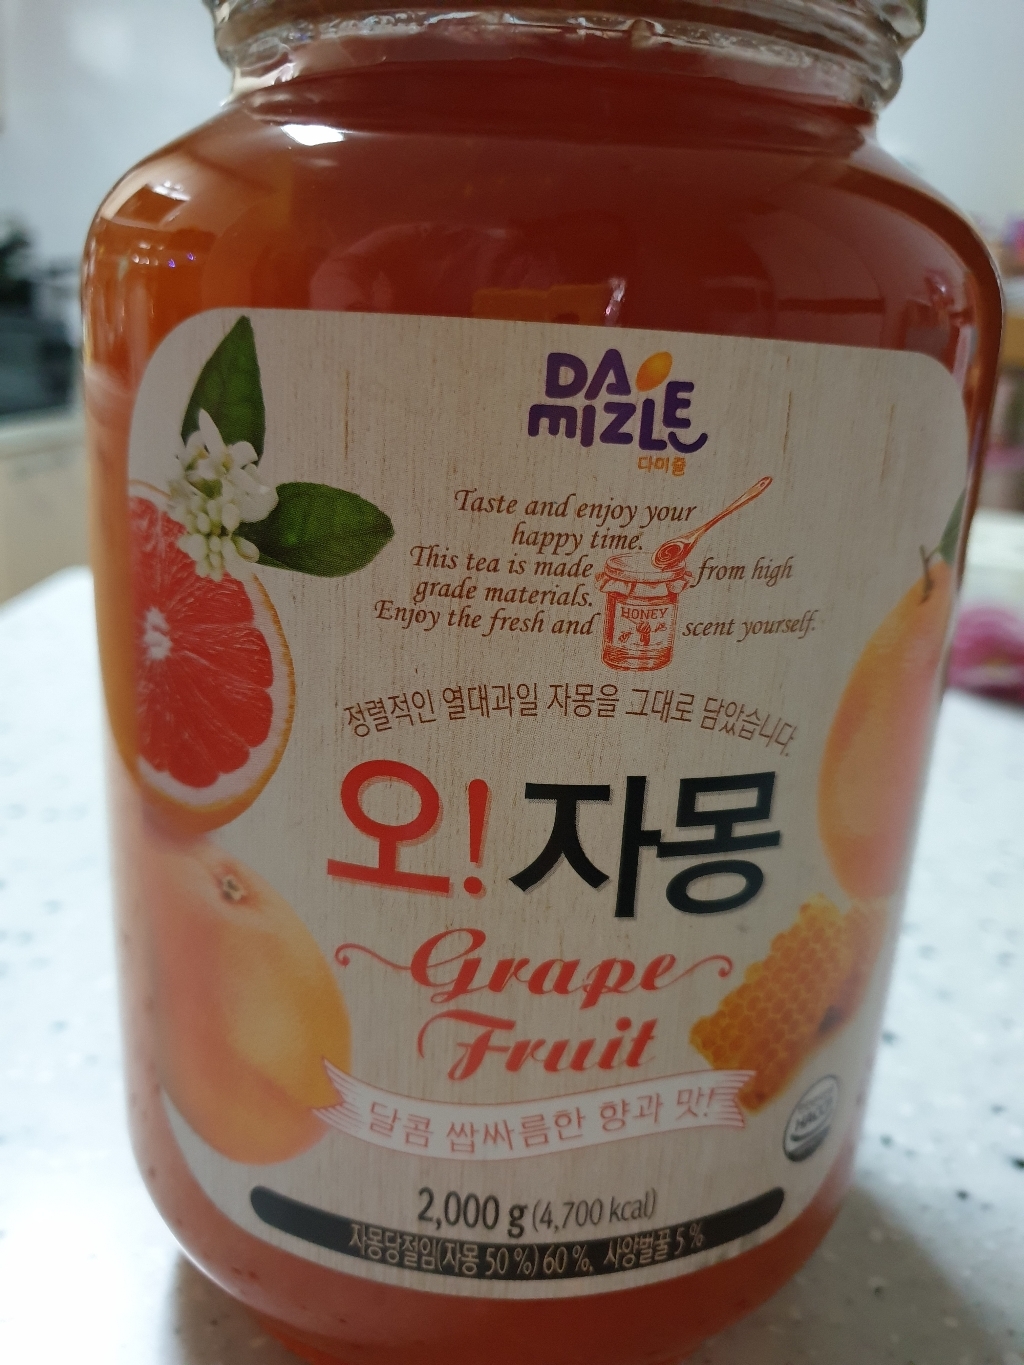 DA
MIZLE
다미즐
Taste and enjoy your
happy time.
This tea is made from high
grade materials.
Enjoy the fresh and scent yourself.
HONEY
정렬적인 열대과일 자몽을 그대로 담았습니다.
오! 자몽
Grape
Fruit
달콤 쌉싸름한 향과 맛!
HACCP
2,000 g (4,700 kcal)
자몽당절임(자몽 50 %) 60 %, 사양벌꿀 5 %